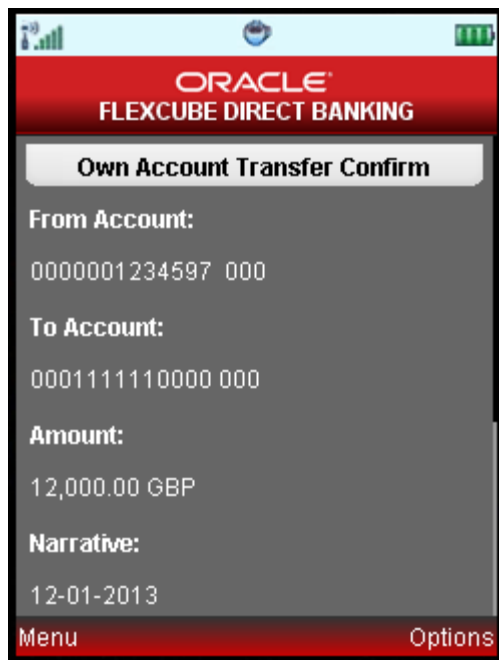 ORACLE
FLEXCUBE DIRECT BANKING
Own Account Transfer Confirm
From Account:
0000001234597 000
To Account:
0001111110000 000
Amount:
12,000.00 GBP
Narrative:
12-01-2013
Menu Options